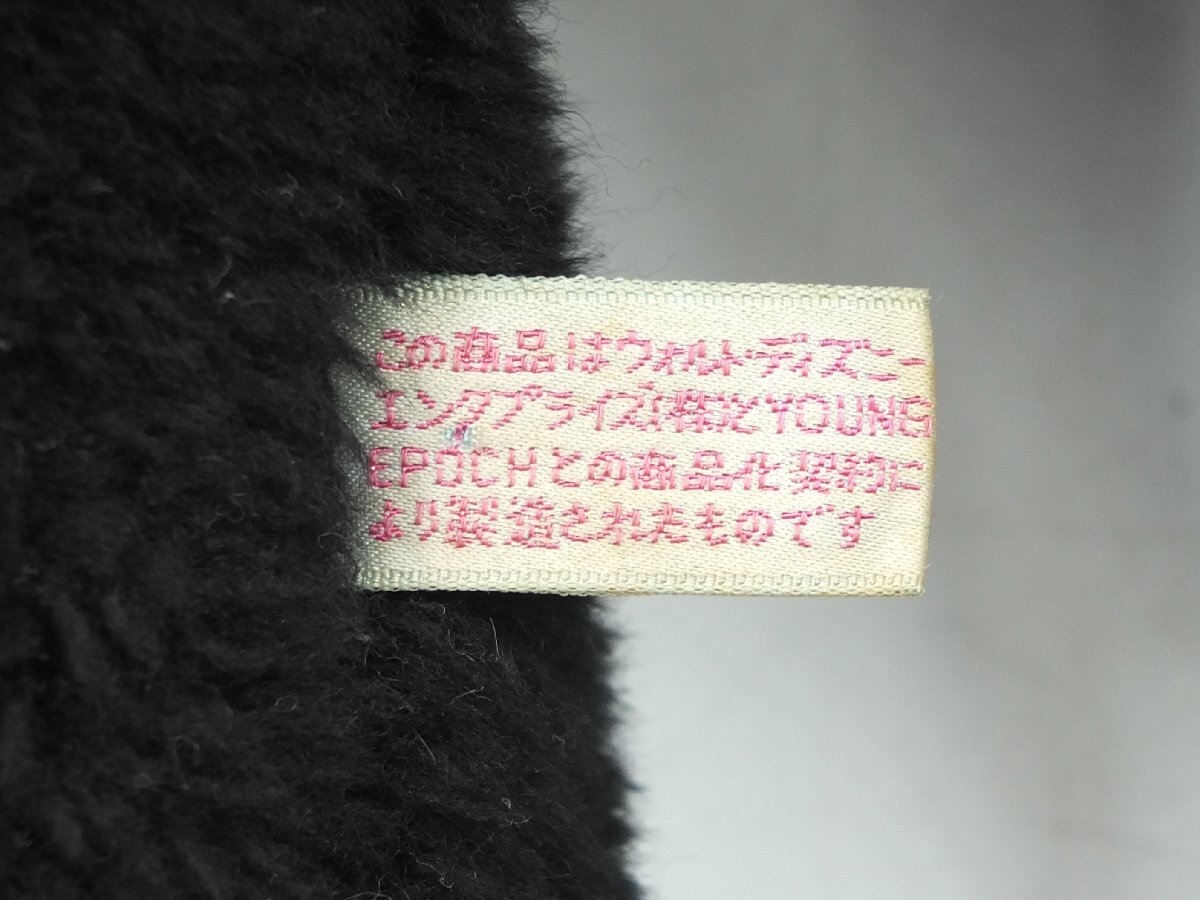 この商品はウォルト・ディズニー
エンタプライズ(株)とYOUNG
EPOCHとの商品化契約に
より製造されたものです